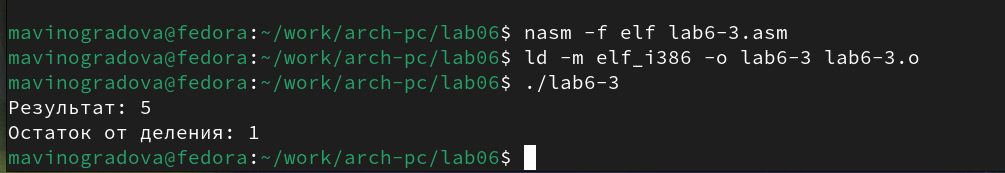 mavinogradova@fedora:~/work/arch-pc/lab06$ nasm -f elf lab6-3.asm
mavinogradova@fedora:~/work/arch-pc/lab06$ ld -m elf_i386 -o lab6-3 lab6-3.o
mavinogradova@fedora:~/work/arch-pc/lab06$ ./lab6-3
Результат: 5
Остаток от деления: 1
mavinogradova@fedora:~/work/arch-pc/lab06$